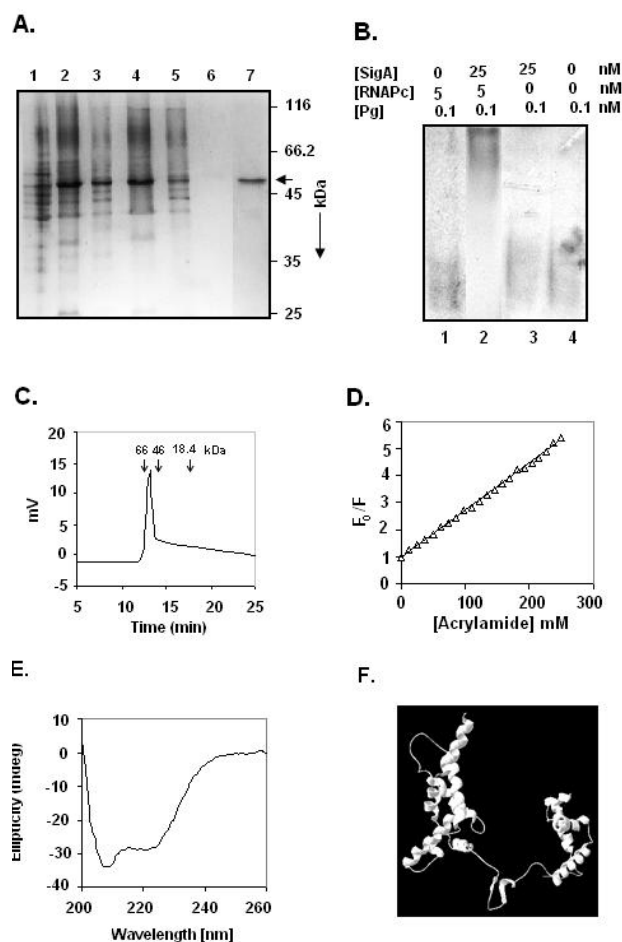 A.
1 2 3 4 5 6 7
116
66.2
45
35
25
kDa
B.
[SigA] 0 25 25 0 nM
[RNAPc] 5 5 0 0 nM
[Pg] 0.1 0.1 0.1 0.1 nM
1 2 3 4
C.
20
15
10
5
0
-5
mV
66 46 18.4 kDa
5 10 15 20 25
Time (min)
D.
6
5
4
3
2
1
0
F₀/F
0 100 200 300
[Acrylamide] mM
E.
10
0
-10
-20
-30
-40
Ellipticity (mdeg)
200 220 240 260
Wavelength [nm]
F.